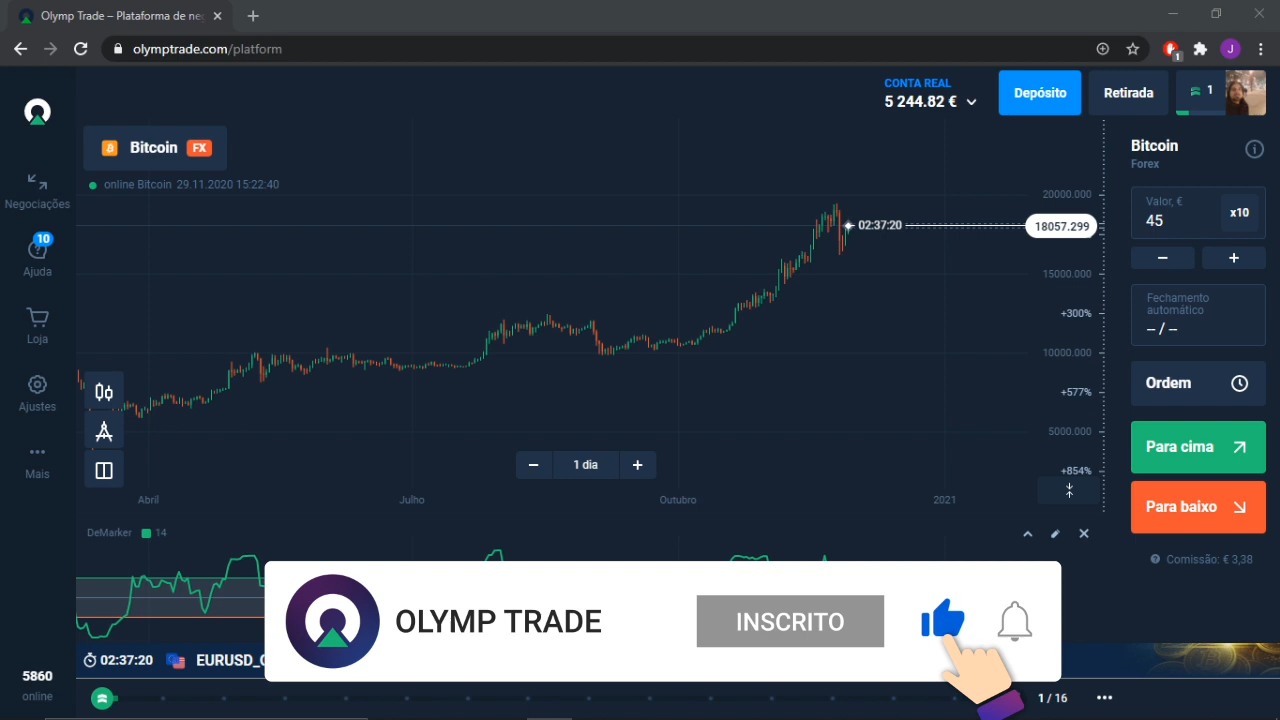 Olymp Trade – Plataforma de ne
olymptrade.com/platform
1
J
CONTA REAL
5 244.82 €
Depósito
Retirada
1
Bitcoin FX
online Bitcoin 29.11.2020 15:22:40
Negociações
10
Ajuda
Loja
Ajustes
Mais
5860
online
02:37:20
20000.000
18057.299
15000.000
+300%
10000.000
+577%
5000.000
+854%
1 dia
Abril
Julho
Outubro
2021
Bitcoin
Forex
Valor, €
45
x10
Fechamento
automático
– / –
Ordem
Para cima
Para baixo
Comissão: € 3,38
DeMarker 14
OLYMP TRADE
INSCRITO
02:37:20 EURUSD_
1 / 16